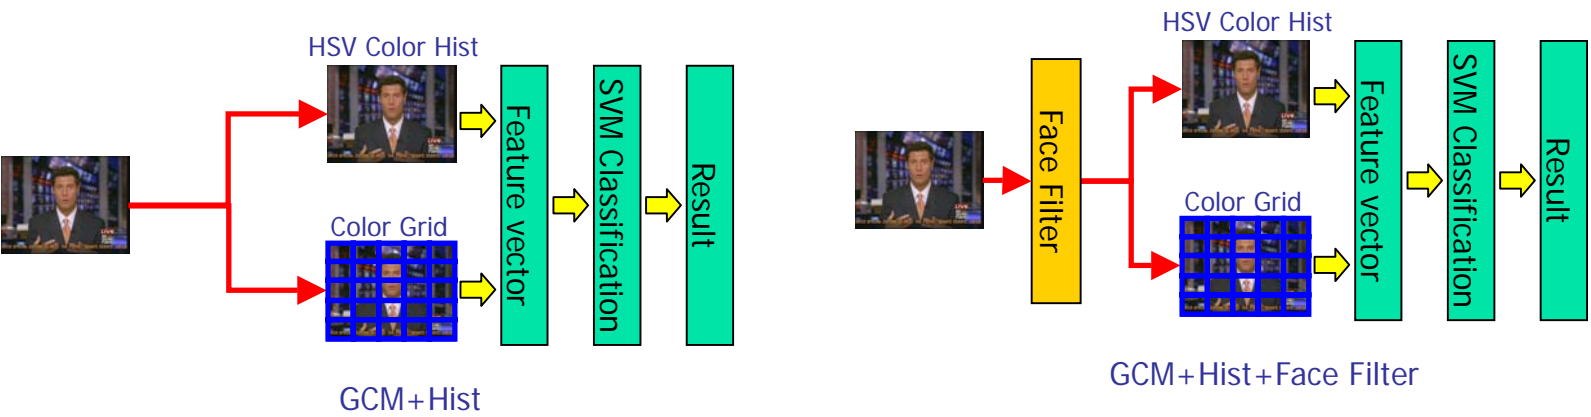 HSV Color Hist
Color Grid
Feature vector
SVM Classification
Result
GCM+Hist
Face Filter
HSV Color Hist
Color Grid
Feature vector
SVM Classification
Result
GCM+Hist+Face Filter